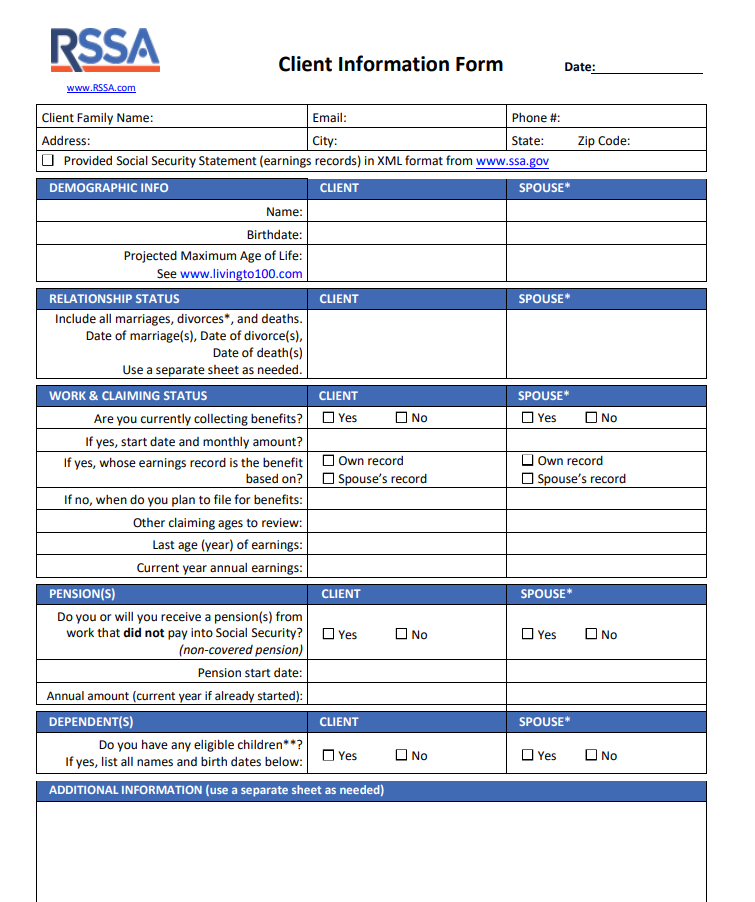 RSSA
www.RSSA.com
Client Information Form
Date:
Client Family Name: Email: Phone #:
Address: City: State: Zip Code:
Provided Social Security Statement (earnings records) in XML format from www.ssa.gov
DEMOGRAPHIC INFO CLIENT SPOUSE*
Name:
Birthdate:
Projected Maximum Age of Life:
See www.livingto100.com
RELATIONSHIP STATUS CLIENT SPOUSE*
Include all marriages, divorces*, and deaths.
Date of marriage(s), Date of divorce(s),
Date of death(s)
Use a separate sheet as needed.
WORK & CLAIMING STATUS CLIENT SPOUSE*
Are you currently collecting benefits? Yes No Yes No
If yes, start date and monthly amount?
If yes, whose earnings record is the benefit
based on?
Own record
Spouse's record
Own record
Spouse's record
If no, when do you plan to file for benefits:
Other claiming ages to review:
Last age (year) of earnings:
Current year annual earnings:
PENSION(S) CLIENT SPOUSE*
Do you or will you receive a pension(s) from
work that did not pay into Social Security?
(non-covered pension)
Yes No Yes No
Pension start date:
Annual amount (current year if already started):
DEPENDENT(S) CLIENT SPOUSE*
Do you have any eligible children**?
If yes, list all names and birth dates below:
Yes No Yes No
ADDITIONAL INFORMATION (use a separate sheet as needed)